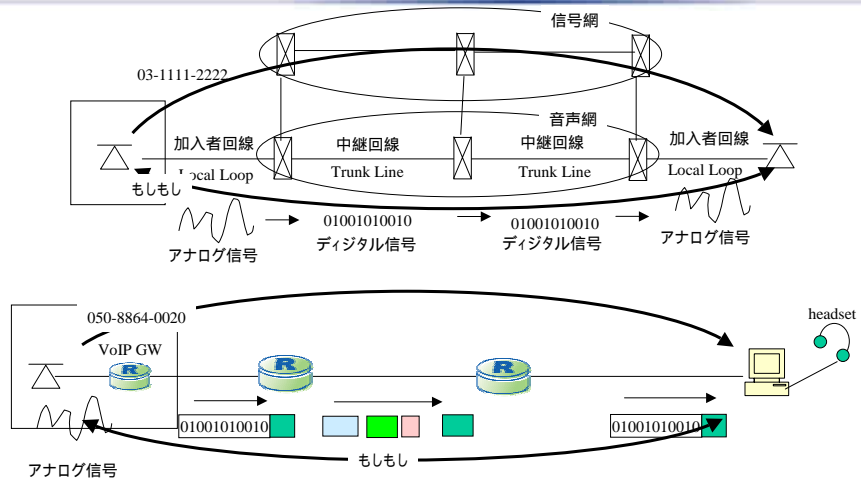 信号網
03-1111-2222
音声網
加入者回線
中継回線
中継回線
加入者回線
Local Loop
Trunk Line
Trunk Line
Local Loop
もしもし
01001010010
01001010010
アナログ信号
ディジタル信号
ディジタル信号
アナログ信号
050-8864-0020
headset
VoIP GW
R
R
R
01001010010
01001010010
もしもし
アナログ信号